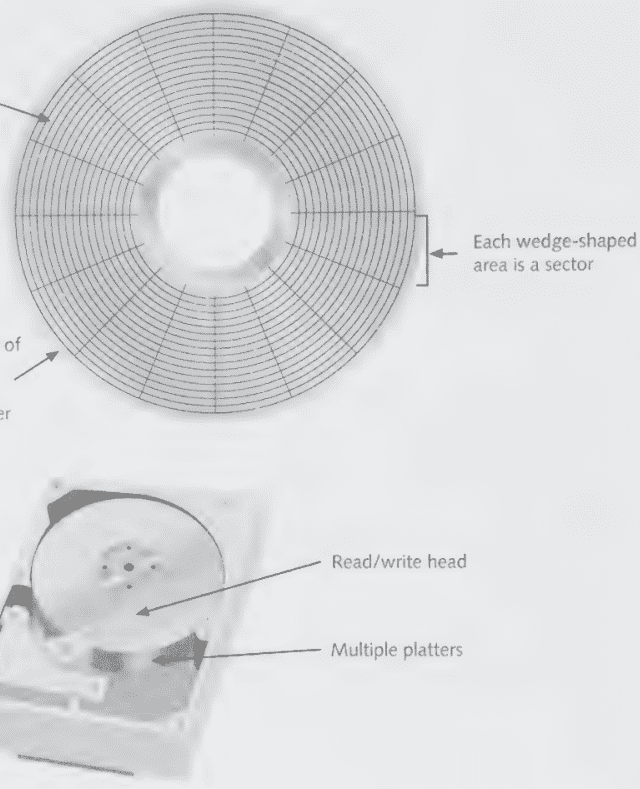 Each wedge-shaped
area is a sector
of
er
Read/write head
Multiple platters